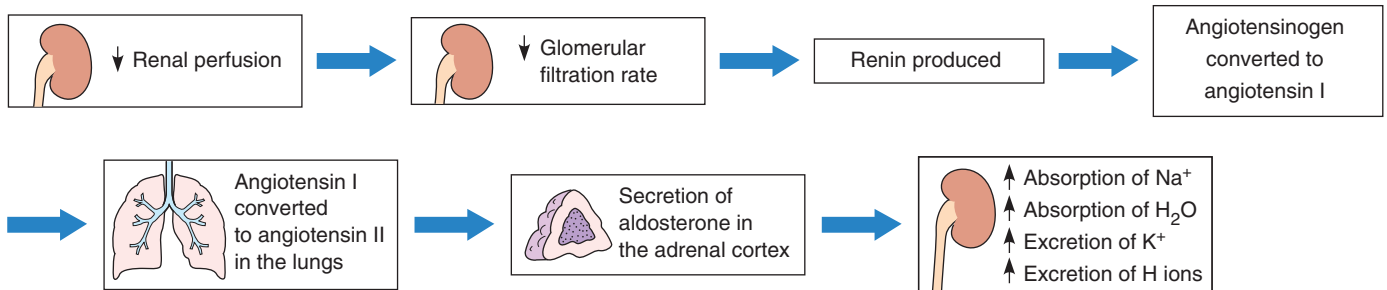 Renal perfusion
Glomerular
filtration rate
Renin produced
Angiotensinogen
converted to
angiotensin I
Angiotensin I
converted
to angiotensin II
in the lungs
Secretion of
aldosterone in
the adrenal cortex
Absorption of Na⁺
Absorption of H₂O
Excretion of K⁺
Excretion of H ions